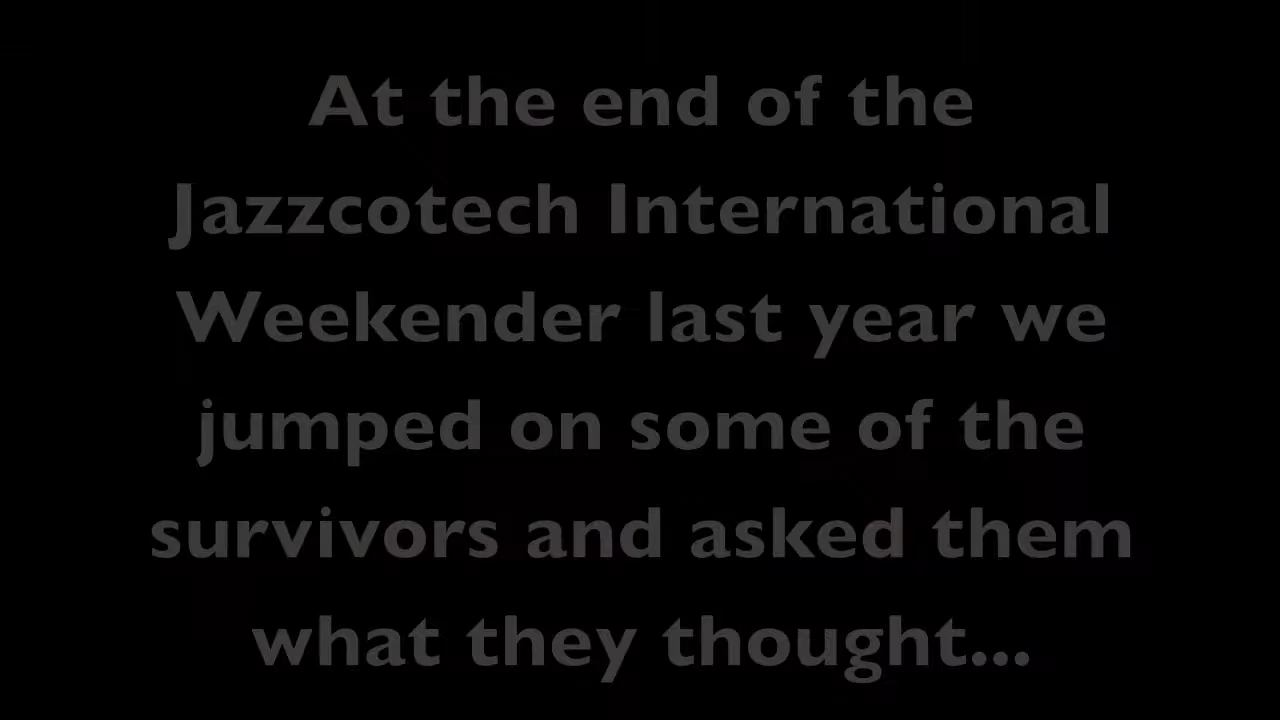 At the end of the
Jazzcotech International
Weekender last year we
jumped on some of the
survivors and asked them
what they thought...